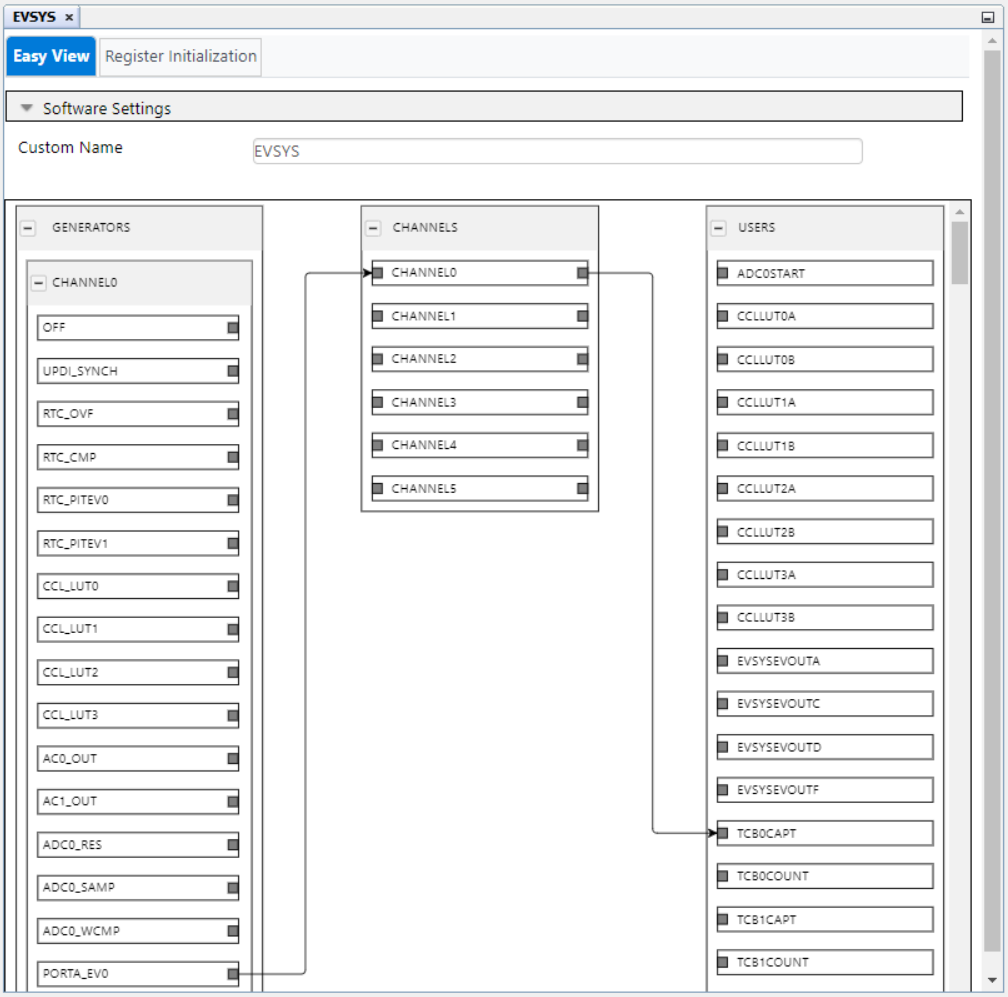 EVSYS ×
Easy View
Register Initialization
Software Settings
Custom Name
EVSYS
GENERATORS
CHANNEL0
OFF
UPDI_SYNCH
RTC_OVF
RTC_CMP
RTC_PITEV0
RTC_PITEV1
CCL_LUT0
CCL_LUT1
CCL_LUT2
CCL_LUT3
AC0_OUT
AC1_OUT
ADC0_RES
ADC0_SAMP
ADC0_WCMP
PORTA_EV0
CHANNELS
CHANNEL0
CHANNEL1
CHANNEL2
CHANNEL3
CHANNEL4
CHANNEL5
USERS
ADC0START
CCLLUT0A
CCLLUT0B
CCLLUT1A
CCLLUT1B
CCLLUT2A
CCLLUT2B
CCLLUT3A
CCLLUT3B
EVSYSEVOUTA
EVSYSEVOUTC
EVSYSEVOUTD
EVSYSEVOUTF
TCB0CAPT
TCB0COUNT
TCB1CAPT
TCB1COUNT